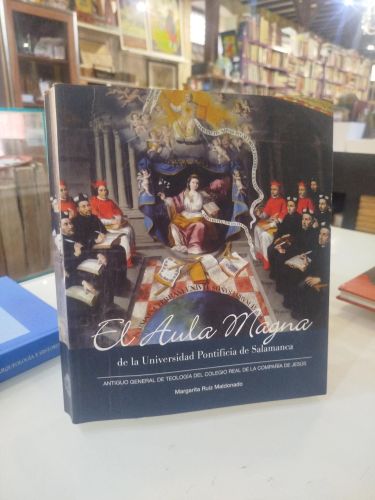 El Aula Magna
de la Universidad Pontificia de Salamanca
ANTIGUO GENERAL DE TEOLOGÍA DEL COLEGIO REAL DE LA COMPAÑÍA DE JESÚS
Margarita Ruiz Maldonado